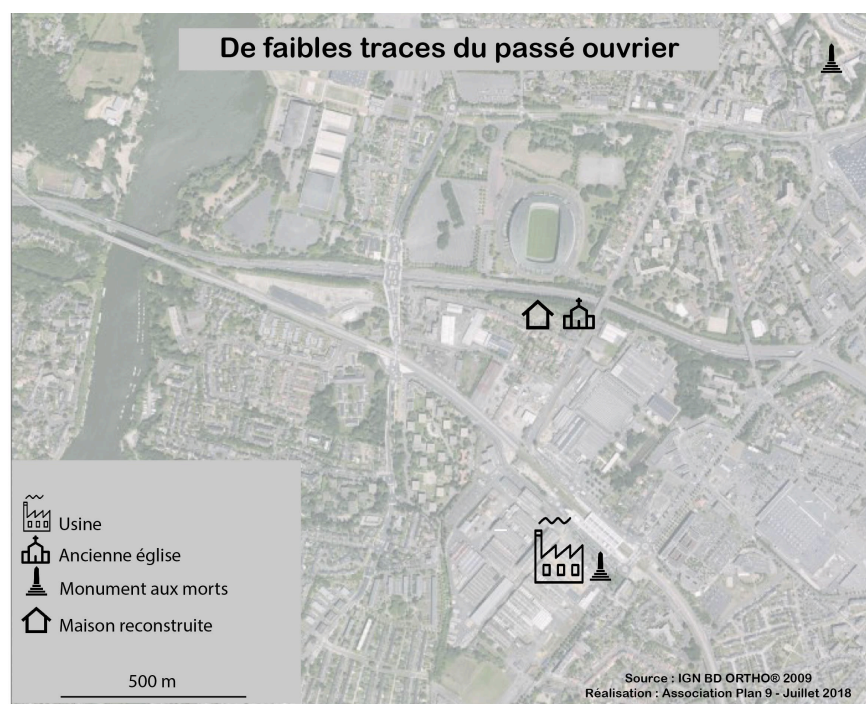 De faibles traces du passé ouvrier
Usine
Ancienne église
Monument aux morts
Maison reconstruite
500 m
Source : IGN BD ORTHO® 2009
Réalisation : Association Plan 9 - Juillet 2018